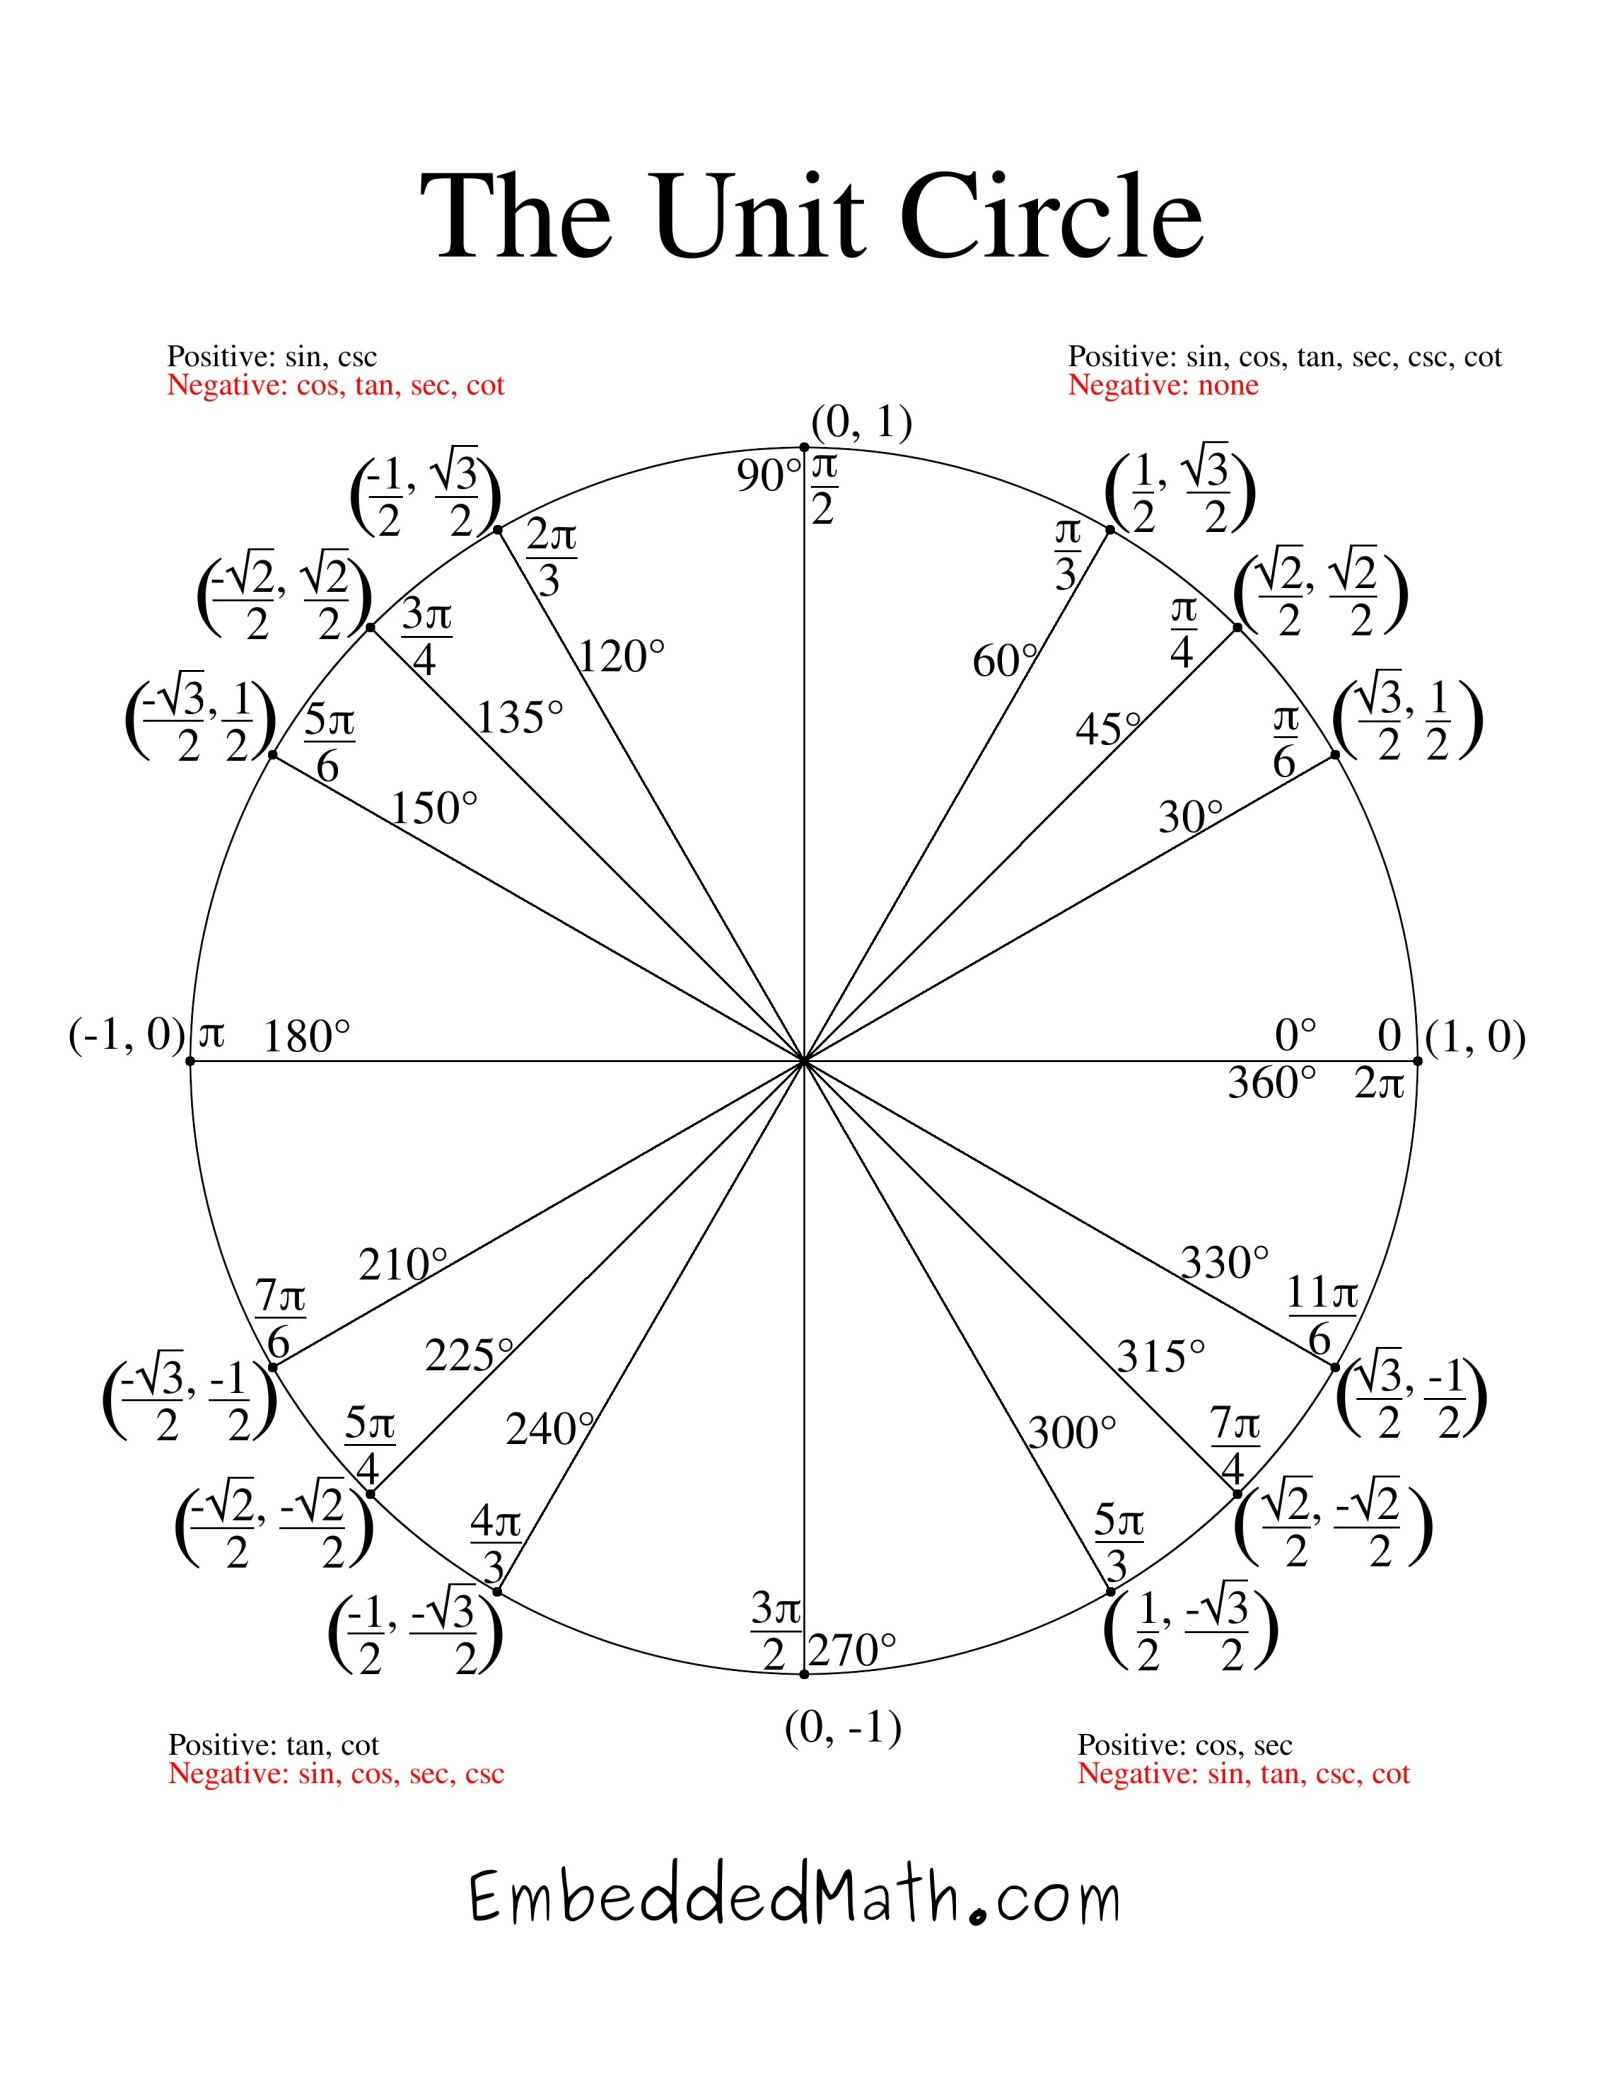 The Unit Circle
Positive: sin, csc
Negative: cos, tan, sec, cot
Positive: sin, cos, tan, sec, csc, cot
Negative: none
(0, 1)
90° π/2
(-1/2, √3/2)
2π/3
120°
(1/2, √3/2)
π/3
60°
(-√2/2, √2/2)
3π/4
135°
(√2/2, √2/2)
π/4
45°
(-√3/2, 1/2)
5π/6
150°
(√3/2, 1/2)
π/6
30°
(-1, 0) π 180°
0° 0 (1, 0)
360° 2π
210°
7π/6
(-√3/2, -1/2)
330°
11π/6
(√3/2, -1/2)
225°
5π/4
(-√2/2, -√2/2)
315°
7π/4
(√2/2, -√2/2)
240°
4π/3
(-1/2, -√3/2)
300°
5π/3
(1/2, -√3/2)
3π/2 270°
(0, -1)
Positive: tan, cot
Negative: sin, cos, sec, csc
Positive: cos, sec
Negative: sin, tan, csc, cot
EmbeddedMath.com